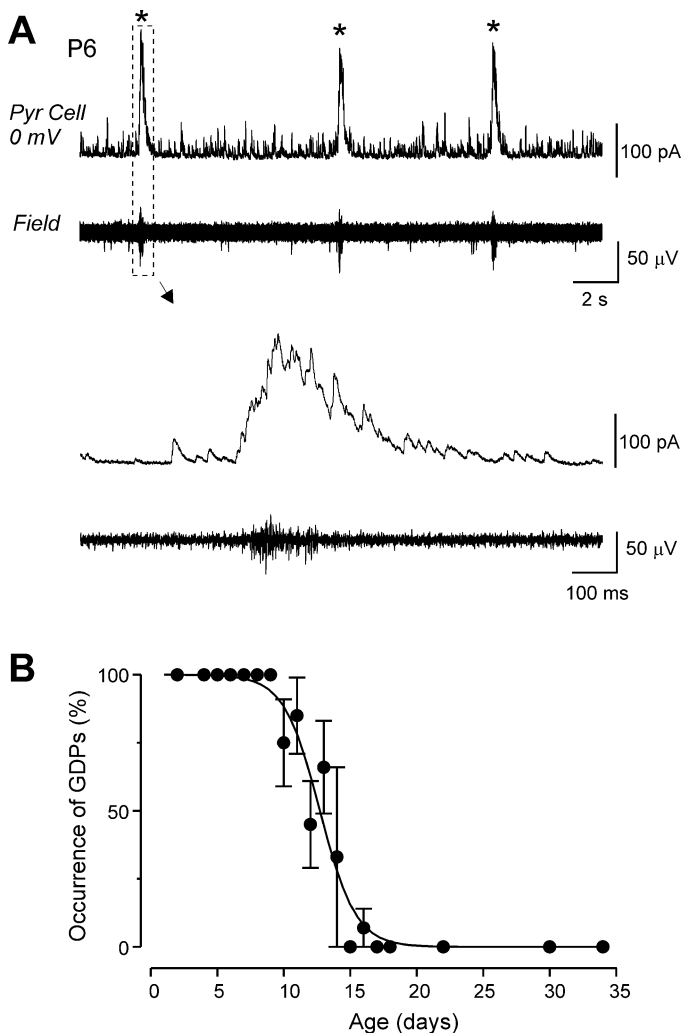 A
P6
* * *
Pyr Cell
0 mV
100 pA
Field
50 μV
2 s
100 pA
50 μV
100 ms
B
Occurrence of GDPs (%)
100
50
0
0 5 10 15 20 25 30 35
Age (days)